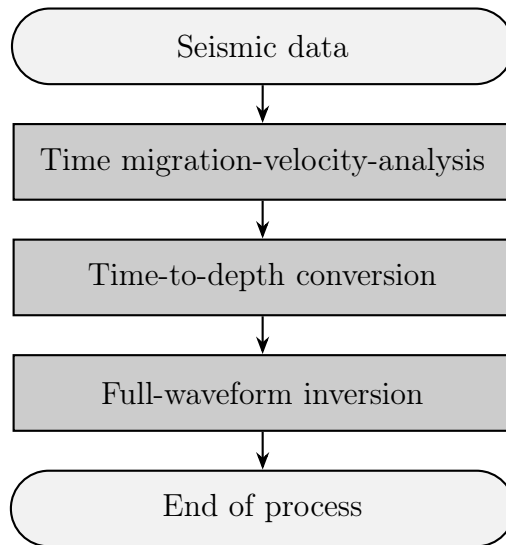 Seismic data
Time migration-velocity-analysis
Time-to-depth conversion
Full-waveform inversion
End of process